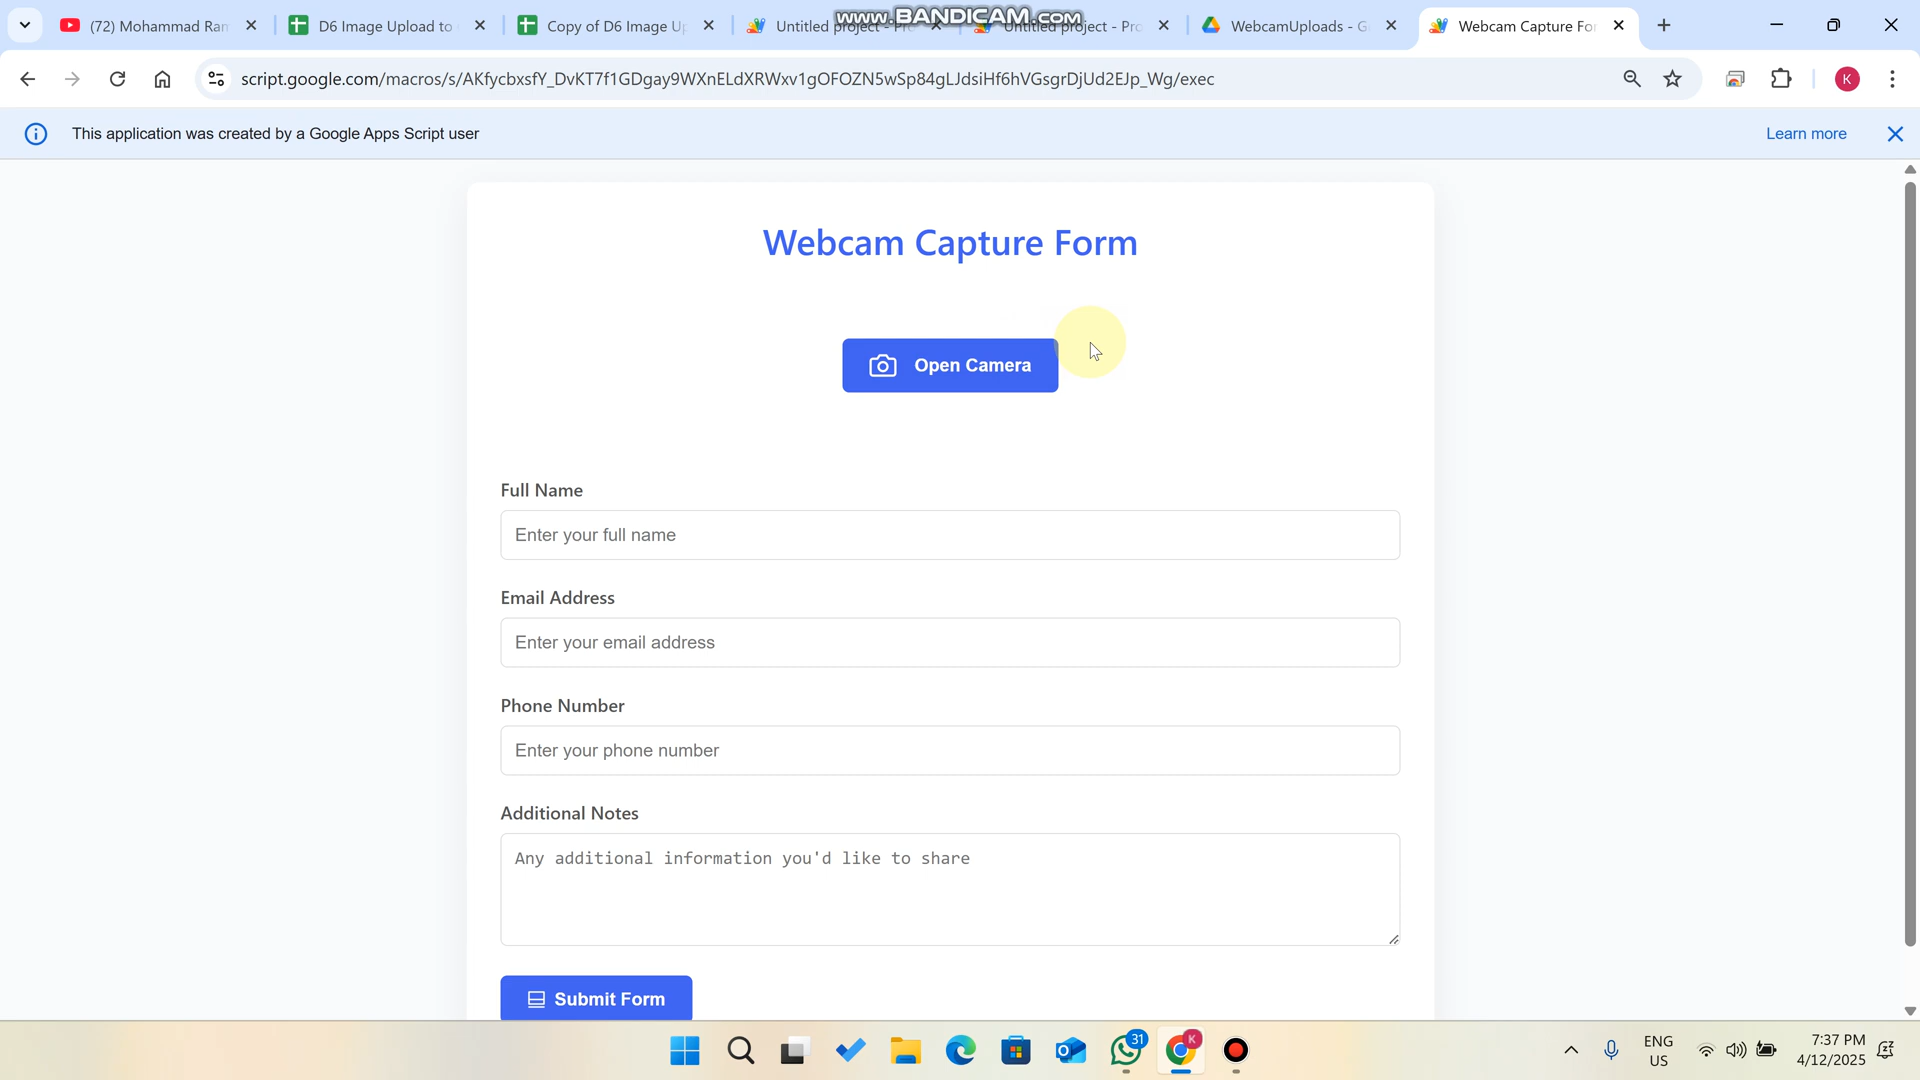 (72) Mohammad Ram
D6 Image Upload to
Copy of D6 Image Up
Untitled project - Pro
Untitled project - Pro
WebcamUploads - G
Webcam Capture For
www.BANDICAM.com
script.google.com/macros/s/AKfycbxsfY_DvKT7f1GDgay9WXnELdXRWxv1gOFOZN5wSp84gLJdsiHf6hVGsgrDjUd2EJp_Wg/exec
K
This application was created by a Google Apps Script user
Learn more
Webcam Capture Form
Open Camera
Full Name
Enter your full name
Email Address
Enter your email address
Phone Number
Enter your phone number
Additional Notes
Any additional information you'd like to share
Submit Form
31
K
ENG
US
7:37 PM
4/12/2025